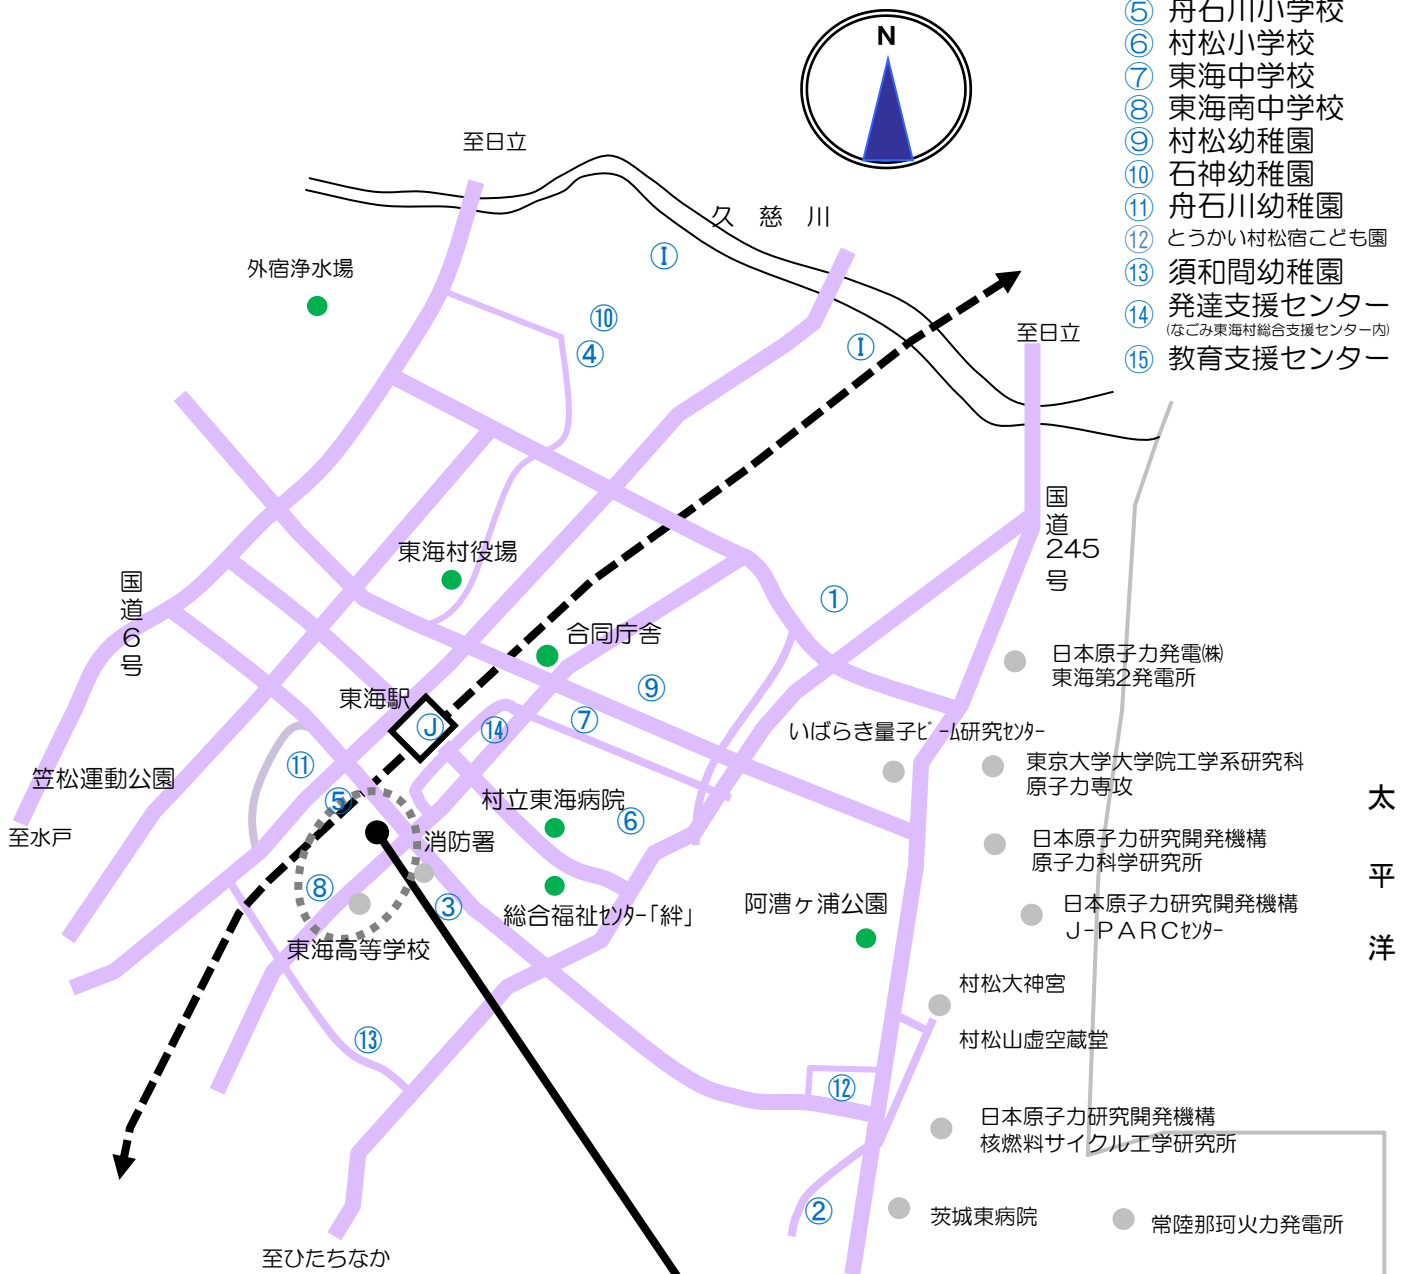 ⑤ 舟石川小学校
⑥ 村松小学校
⑦ 東海中学校
⑧ 東海南中学校
⑨ 村松幼稚園
⑩ 石神幼稚園
⑪ 舟石川幼稚園
⑫ とうかい村松宿こども園
⑬ 須和間幼稚園
⑭ 発達支援センター
(なごみ東海村総合支援センター内)
⑮ 教育支援センター
N
至日立
久慈川
Ⓘ
外宿浄水場
⑩
④
Ⓘ
至日立
国道245号
東海村役場
国道6号
①
合同庁舎
日本原子力発電㈱
東海第2発電所
東海駅
Ⓙ
⑭
⑦
⑨
いばらき量子ビーム研究センター
東京大学大学院工学系研究科
原子力専攻
笠松運動公園
⑪
⑤
村立東海病院
⑥
太平洋
至水戸
消防署
日本原子力研究開発機構
原子力科学研究所
⑧
③
総合福祉センター「絆」
阿漕ヶ浦公園
日本原子力研究開発機構
J-PARCセンター
東海高等学校
村松大神宮
⑬
村松山虚空蔵堂
⑫
日本原子力研究開発機構
核燃料サイクル工学研究所
②
茨城東病院
常陸那珂火力発電所
至ひたちなか